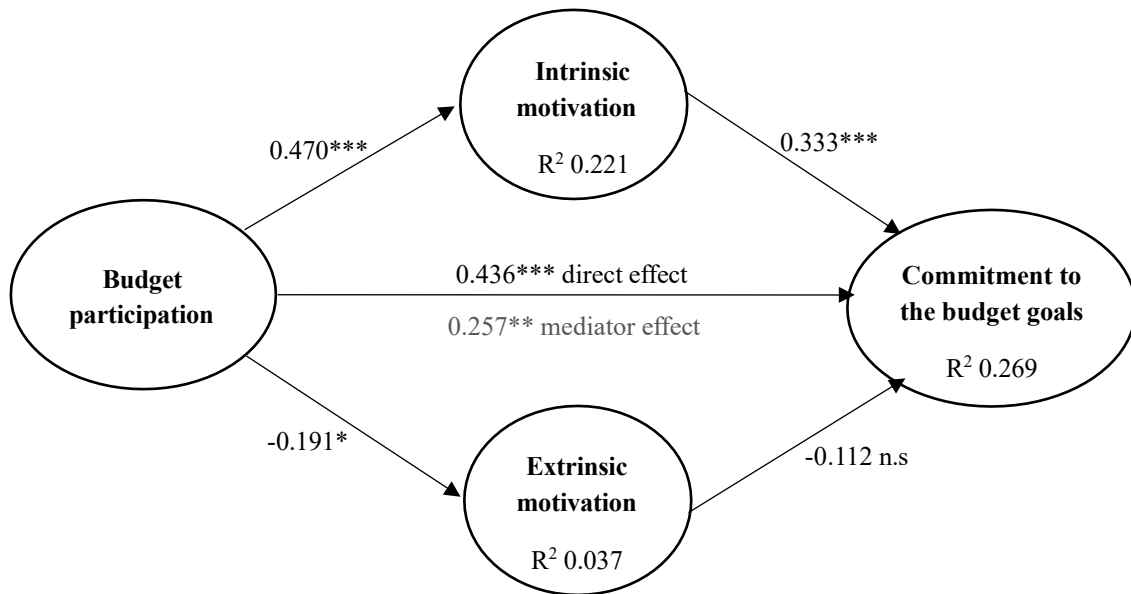 Intrinsic
motivation
R² 0.221
0.470***
0.333***
Budget
participation
0.436*** direct effect
0.257** mediator effect
Commitment to
the budget goals
R² 0.269
-0.191*
-0.112 n.s
Extrinsic
motivation
R² 0.037